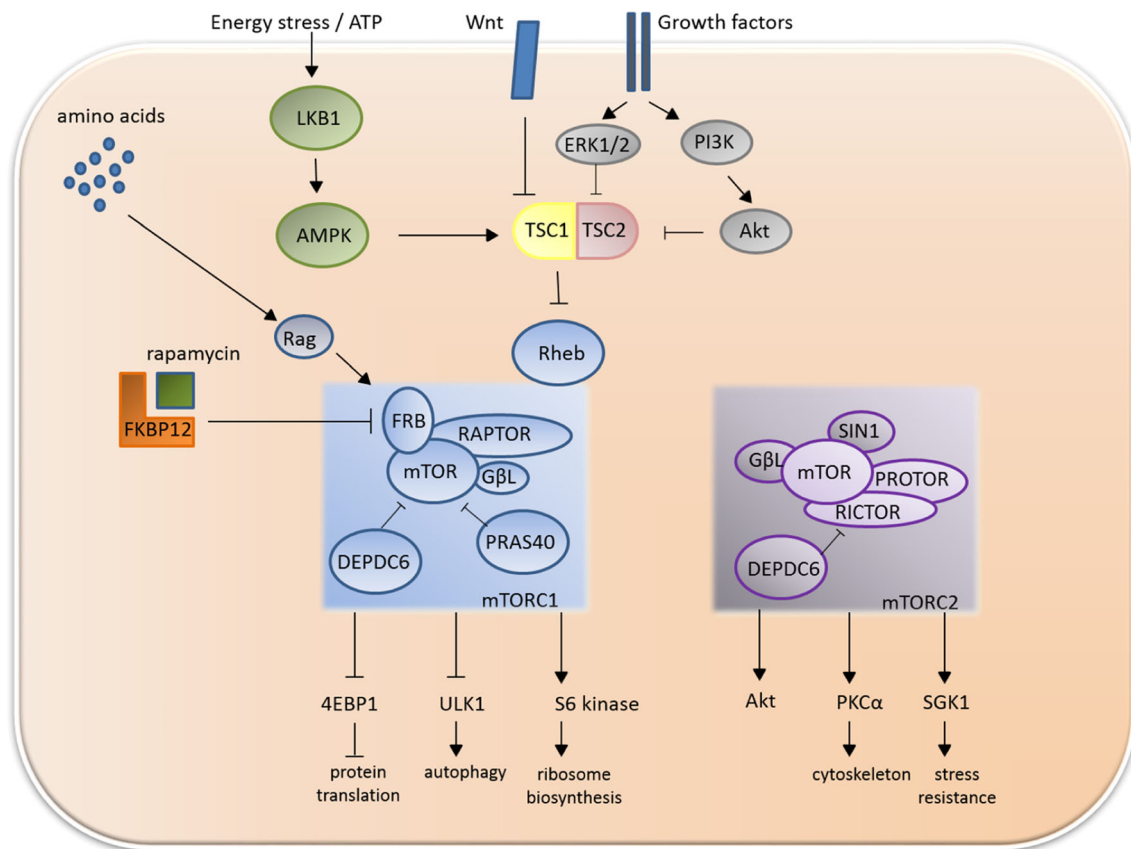 Energy stress / ATP
Wnt
Growth factors
LKB1
amino acids
ERK1/2
PI3K
AMPK
TSC1
TSC2
Akt
Rag
Rheb
rapamycin
FKBP12
FRB
RAPTOR
mTOR
GβL
DEPDC6
PRAS40
mTORC1
SIN1
GβL
mTOR
PROTOR
RICTOR
DEPDC6
mTORC2
4EBP1
ULK1
S6 kinase
Akt
PKCα
SGK1
protein
translation
autophagy
ribosome
biosynthesis
cytoskeleton
stress
resistance